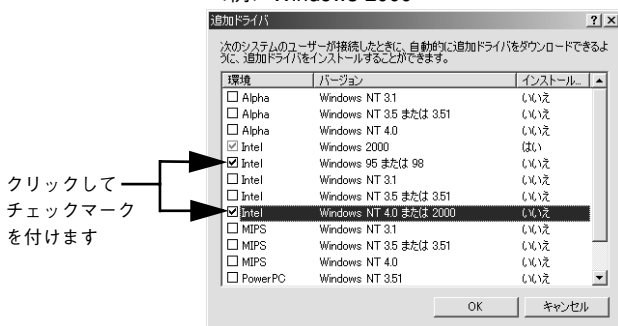 追加ドライバ
次のシステムのユーザーが接続したときに、自動的に追加ドライバをダウンロードできるよ
うに、追加ドライバをインストールすることができます。
環境 バージョン インストール...
Alpha Windows NT 3.1 いいえ
Alpha Windows NT 3.5 または 3.51 いいえ
Alpha Windows NT 4.0 いいえ
Intel Windows 2000 はい
Intel Windows 95 または 98 いいえ
Intel Windows NT 3.1 いいえ
Intel Windows NT 3.5 または 3.51 いいえ
Intel Windows NT 4.0 または 2000 いいえ
MIPS Windows NT 3.1 いいえ
MIPS Windows NT 3.5 または 3.51 いいえ
MIPS Windows NT 4.0 いいえ
PowerPC Windows NT 3.51 いいえ
OK キャンセル
クリックして
チェックマーク
を付けます